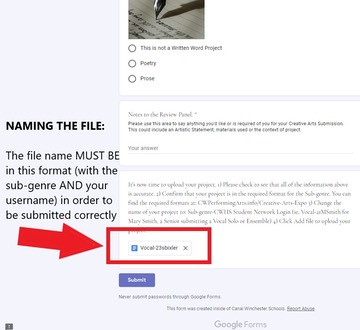 This is not a Written Word Project
Poetry
Prose
Notes to the Review Panel. *
Please use this area to say anything you'd like or is required of you for your Creative Arts Submission.
This could include an Artistic Statement, materials used or the context of project.
Your answer
NAMING THE FILE:
The file name MUST BE
in this format (with the
sub-genre AND your
username) in order to
be submitted correctly
It's now time to upload your project. 1) Please check to see that all of the information above
is accurate. 2) Confirm that your project is in the required format for the Sub-genre. You can
find the required formats at: CWPerformingArts.info/Creative-Arts-Expo 3) Change the
name of your project to: Sub-genre-CWHS Student Network Login (ie. Vocal-21MSmith for
Mary Smith, a Senior submitting a Vocal Solo or Ensemble) 4) Click Add file to upload your
Vocal-23sbixler
Submit
Never submit passwords through Google Forms.
This form was created inside of Canal Winchester Schools. Report Abuse
Google Forms